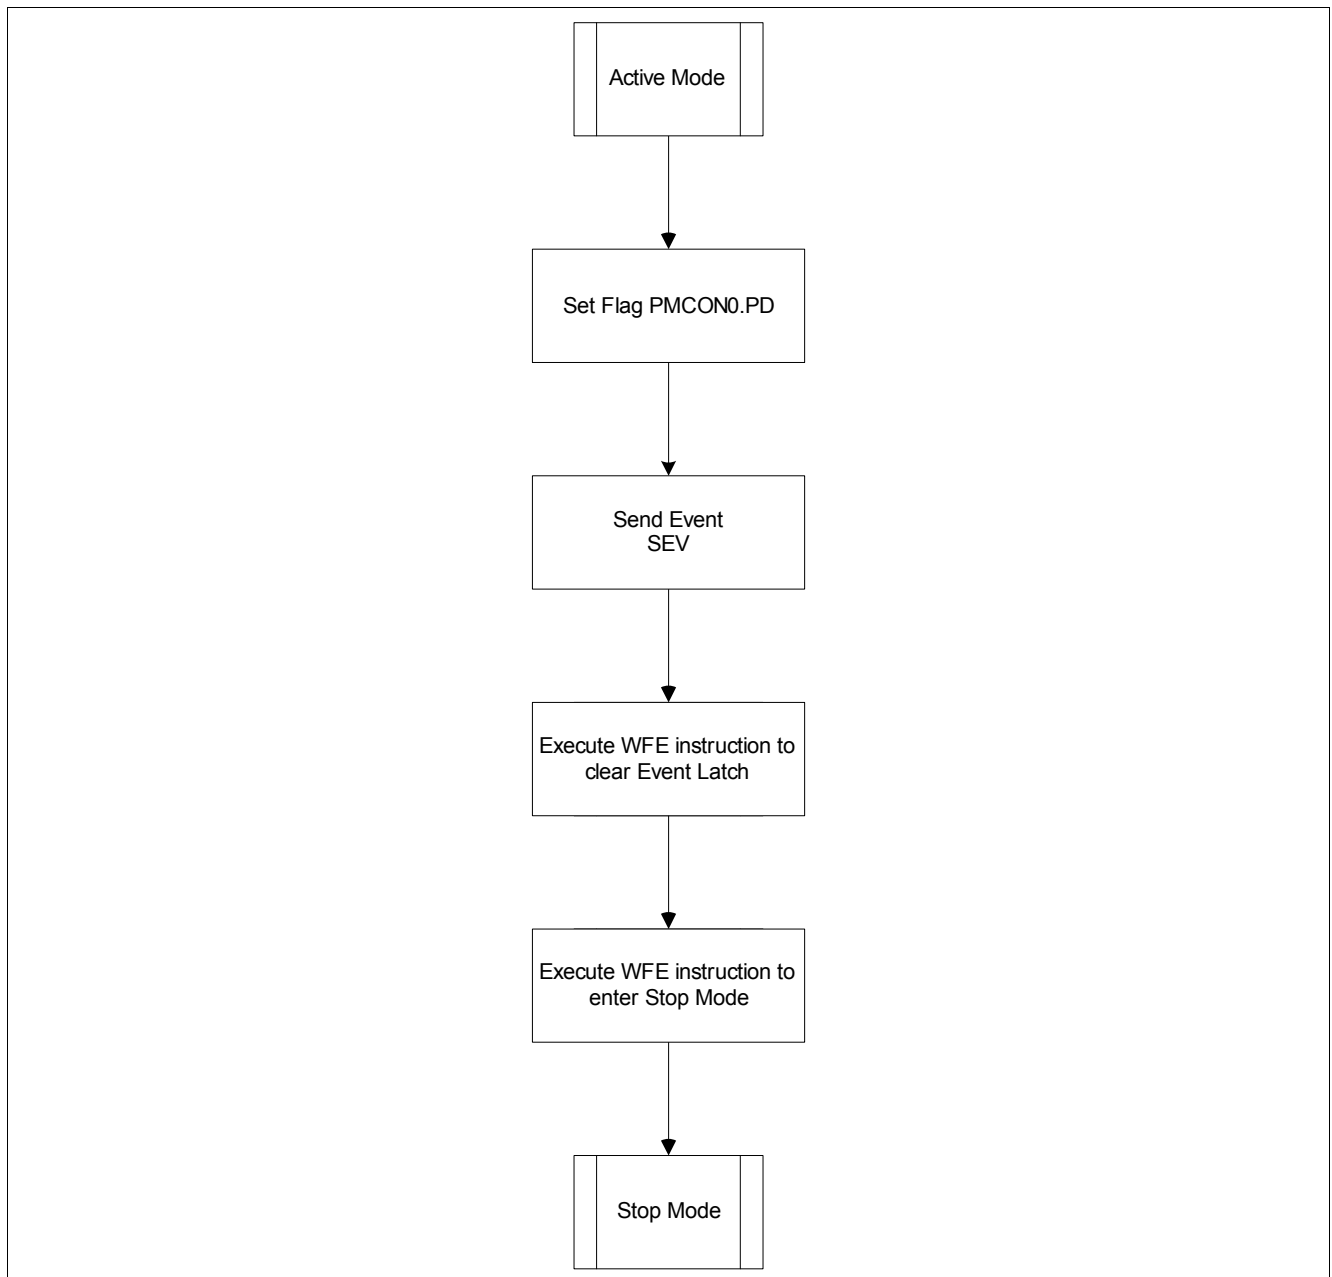 Active Mode
Set Flag PMCON0.PD
Send Event
SEV
Execute WFE instruction to
clear Event Latch
Execute WFE instruction to
enter Stop Mode
Stop Mode